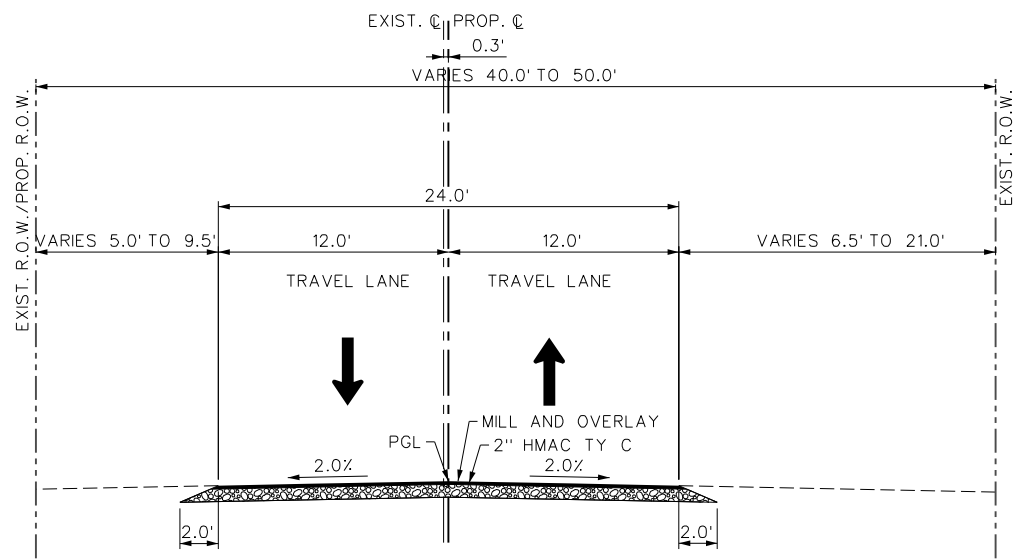 EXIST. ℄ PROP. ℄
0.3'
VARIES 40.0' TO 50.0'
EXIST. R.O.W./PROP. R.O.W.
EXIST. R.O.W.
24.0'
VARIES 5.0' TO 9.5'
12.0'
12.0'
VARIES 6.5' TO 21.0'
TRAVEL LANE
TRAVEL LANE
MILL AND OVERLAY
PGL
2" HMAC TY C
2.0%
2.0%
2.0'
2.0'